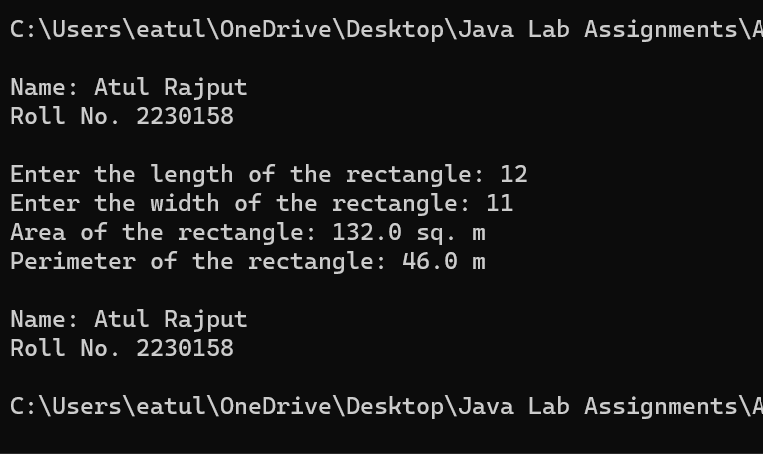 C:\Users\eatul\OneDrive\Desktop\Java Lab Assignments\A
Name: Atul Rajput
Roll No. 2230158
Enter the length of the rectangle: 12
Enter the width of the rectangle: 11
Area of the rectangle: 132.0 sq. m
Perimeter of the rectangle: 46.0 m
Name: Atul Rajput
Roll No. 2230158
C:\Users\eatul\OneDrive\Desktop\Java Lab Assignments\A